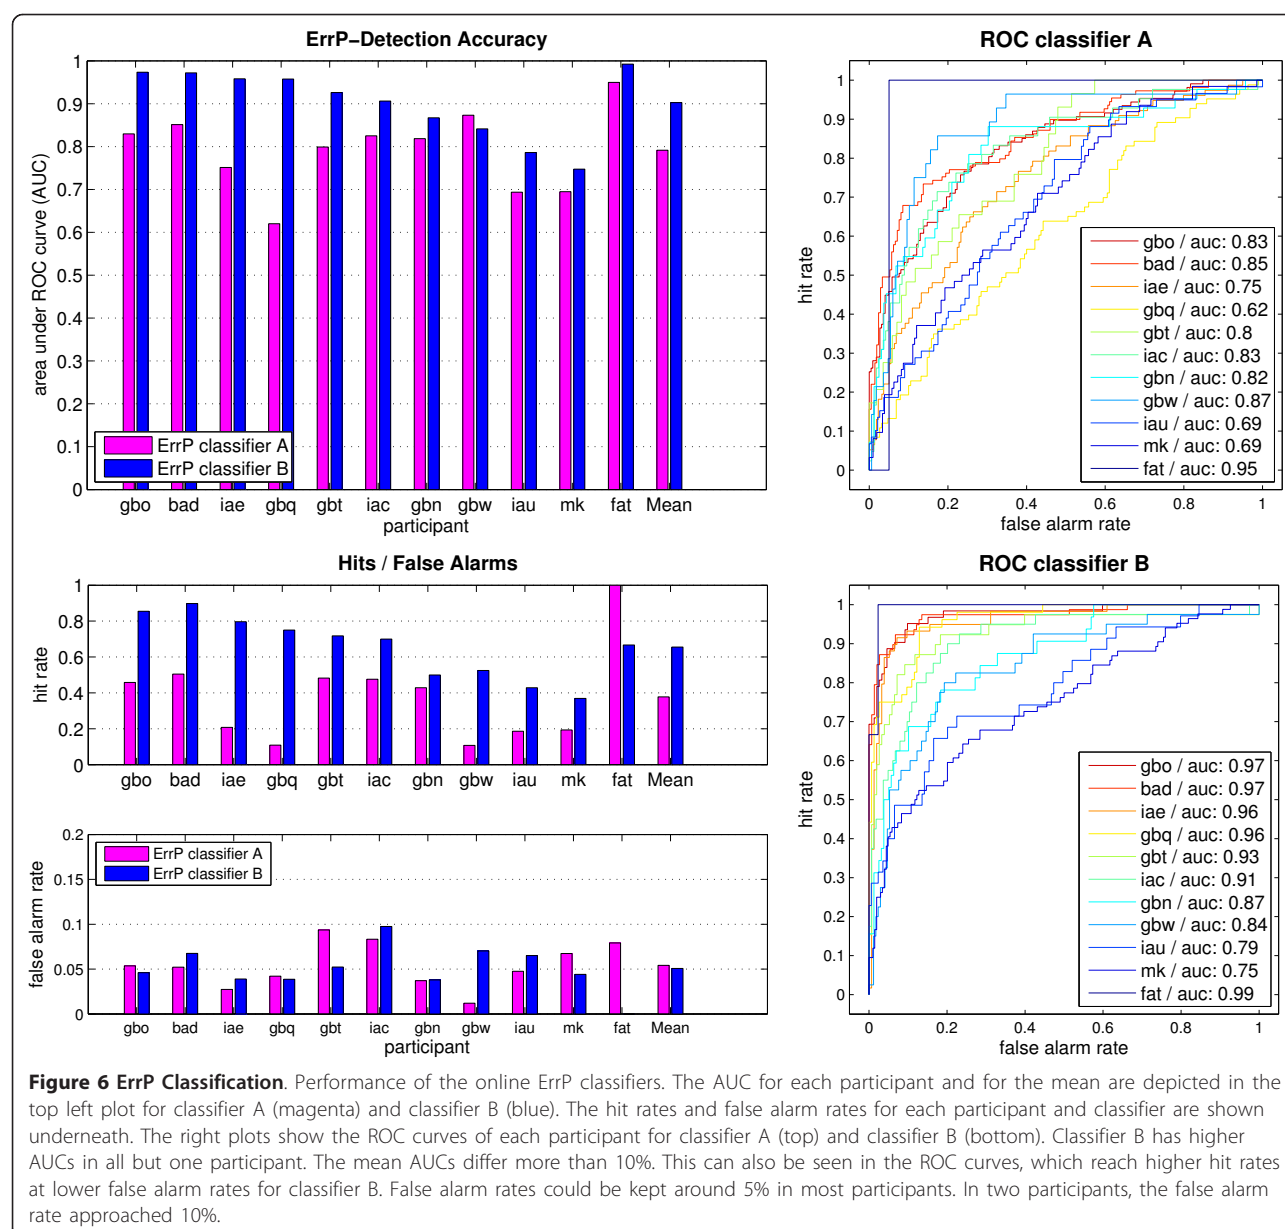 ErrP–Detection Accuracy
area under ROC curve (AUC)
1
0.9
0.8
0.7
0.6
0.5
0.4
0.3
0.2
0.1
0
ErrP classifier A
ErrP classifier B
gbo bad iae gbq gbt iac gbn gbw iau mk fat Mean
participant
ROC classifier A
hit rate
1
0.9
0.8
0.7
0.6
0.5
0.4
0.3
0.2
0.1
0
gbo / auc: 0.83
bad / auc: 0.85
iae / auc: 0.75
gbq / auc: 0.62
gbt / auc: 0.8
iac / auc: 0.83
gbn / auc: 0.82
gbw / auc: 0.87
iau / auc: 0.69
mk / auc: 0.69
fat / auc: 0.95
0 0.2 0.4 0.6 0.8 1
false alarm rate
Hits / False Alarms
hit rate
1
0.8
0.6
0.4
0.2
0
gbo bad iae gbq gbt iac gbn gbw iau mk fat Mean
false alarm rate
0.2
0.15
0.1
0.05
0
ErrP classifier A
ErrP classifier B
gbo bad iae gbq gbt iac gbn gbw iau mk fat Mean
participant
ROC classifier B
hit rate
1
0.9
0.8
0.7
0.6
0.5
0.4
0.3
0.2
0.1
0
gbo / auc: 0.97
bad / auc: 0.97
iae / auc: 0.96
gbq / auc: 0.96
gbt / auc: 0.93
iac / auc: 0.91
gbn / auc: 0.87
gbw / auc: 0.84
iau / auc: 0.79
mk / auc: 0.75
fat / auc: 0.99
0 0.2 0.4 0.6 0.8 1
false alarm rate
Figure 6 ErrP Classification. Performance of the online ErrP classifiers. The AUC for each participant and for the mean are depicted in the
top left plot for classifier A (magenta) and classifier B (blue). The hit rates and false alarm rates for each participant and classifier are shown
underneath. The right plots show the ROC curves of each participant for classifier A (top) and classifier B (bottom). Classifier B has higher
AUCs in all but one participant. The mean AUCs differ more than 10%. This can also be seen in the ROC curves, which reach higher hit rates
at lower false alarm rates for classifier B. False alarm rates could be kept around 5% in most participants. In two participants, the false alarm
rate approached 10%.